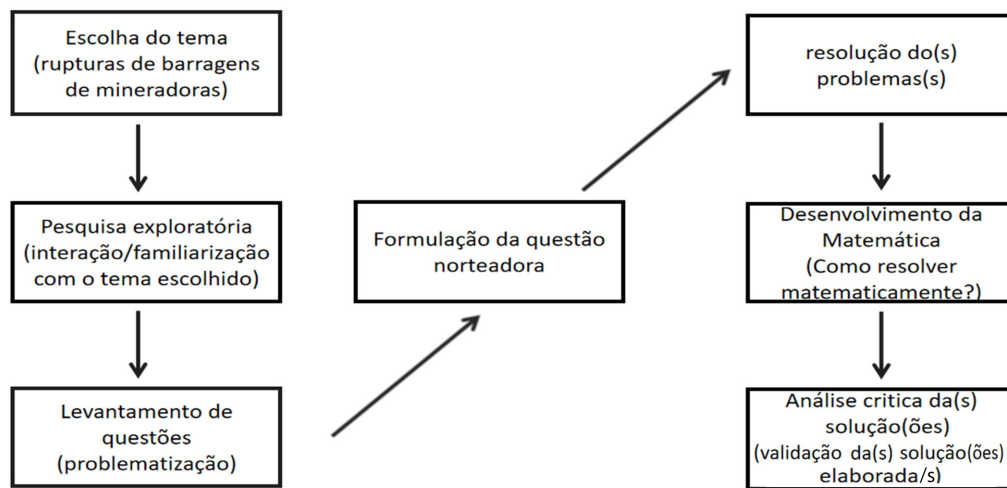 Escolha do tema
(rupturas de barragens
de mineradoras)
Pesquisa exploratória
(interação/familiarização
com o tema escolhido)
Levantamento de
questões
(problematização)
Formulação da questão
norteadora
resolução do(s)
problemas(s)
Desenvolvimento da
Matemática
(Como resolver
matematicamente?)
Análise critica da(s)
solução(ões)
(validação da(s) solução(ões)
elaborada/s)